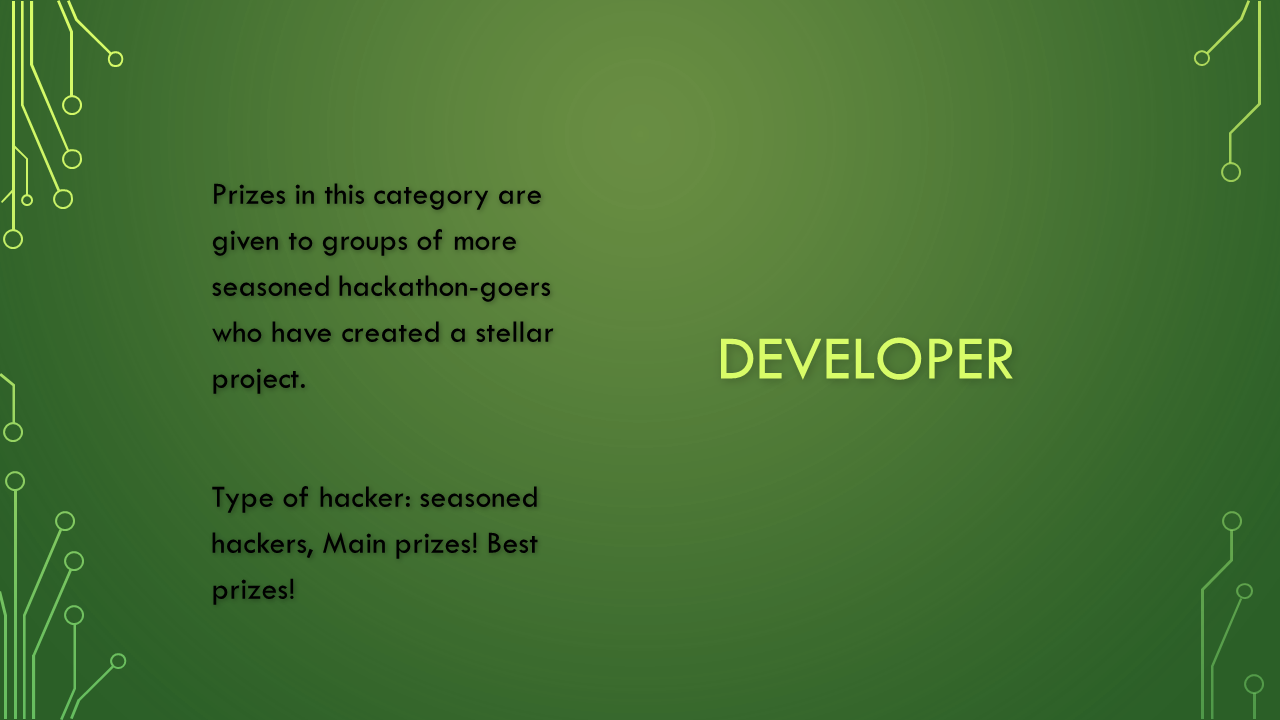 Prizes in this category are
given to groups of more
seasoned hackathon-goers
who have created a stellar
project.
Type of hacker: seasoned
hackers, Main prizes! Best
prizes!
DEVELOPER